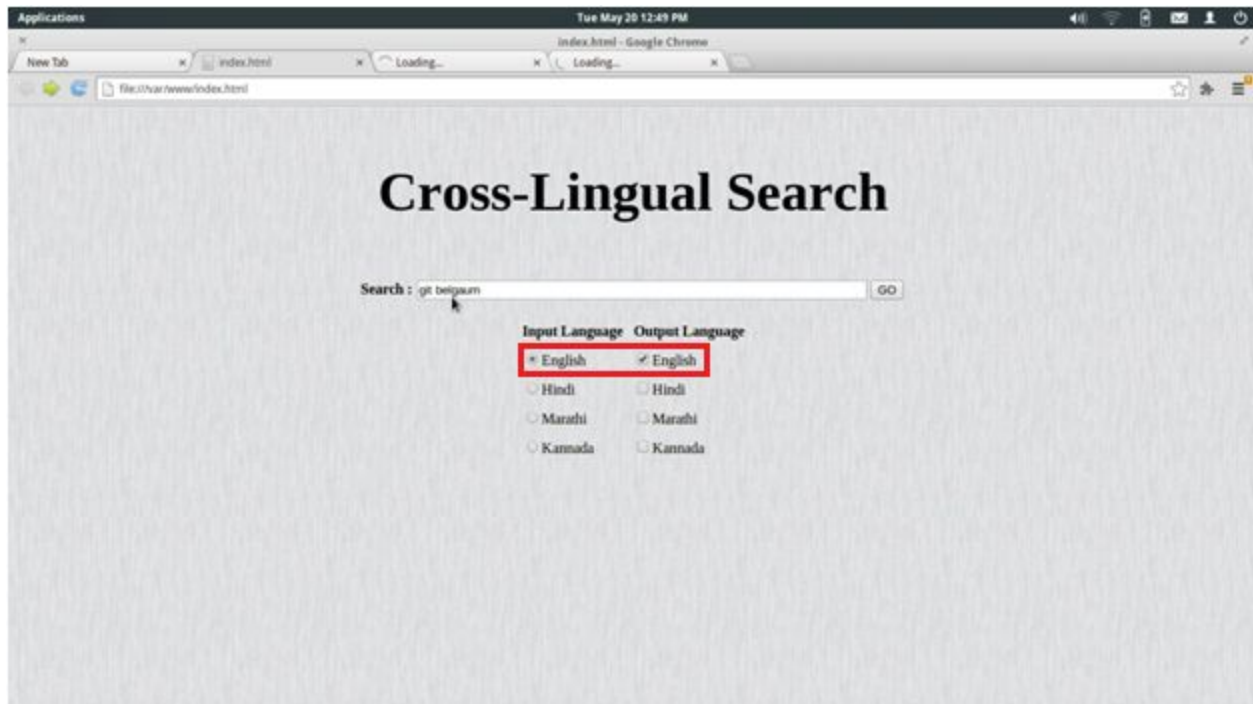 Applications Tue May 20 12:49 PM
index.html - Google Chrome
New Tab index.html Loading... Loading...
file:///var/www/index.html
Cross-Lingual Search
Search : git belgaum GO
Input Language Output Language
English English
Hindi Hindi
Marathi Marathi
Kannada Kannada